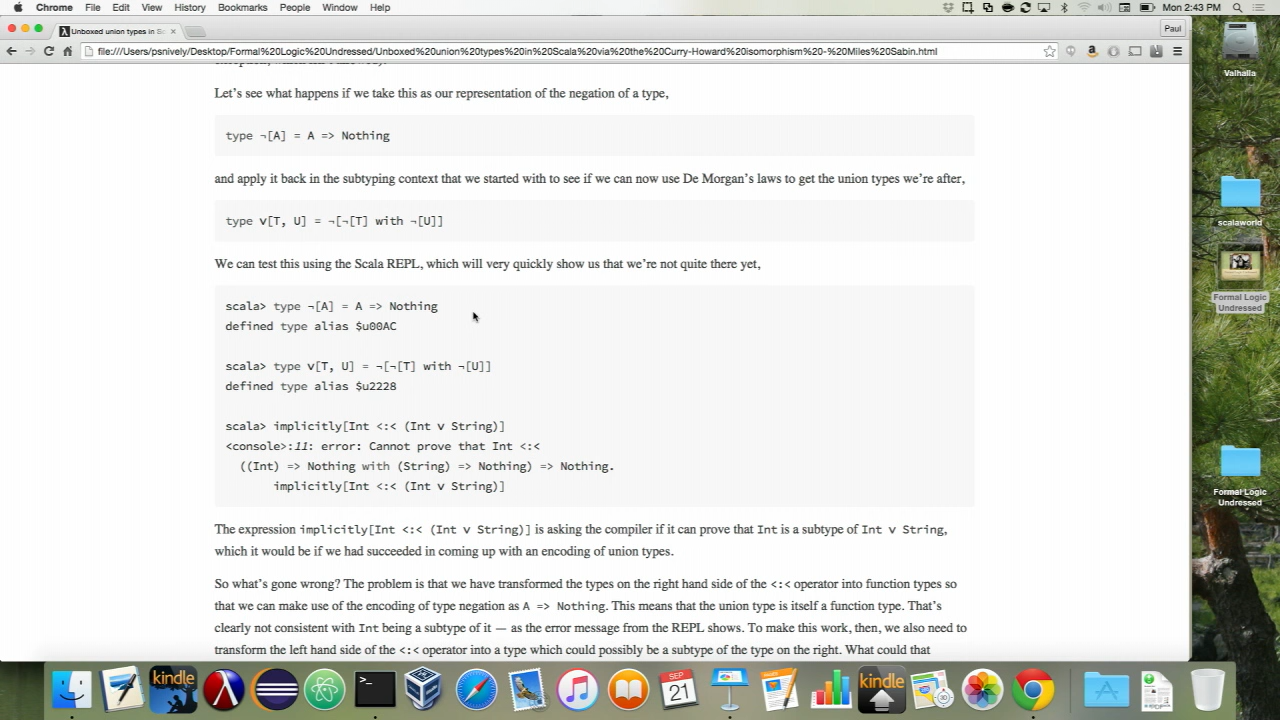 Chrome File Edit View History Bookmarks People Window Help Mon 2:43 PM
Unboxed union types in Sc Paul
file:///Users/psnively/Desktop/Formal%20Logic%20Undressed/Unboxed%20union%20types%20in%20Scala%20via%20the%20Curry-Howard%20isomorphism%20-%20Miles%20Sabin.html
Let's see what happens if we take this as our representation of the negation of a type,
type ¬[A] = A => Nothing
and apply it back in the subtyping context that we started with to see if we can now use De Morgan's laws to get the union types we're after,
type ∨[T, U] = ¬[¬[T] with ¬[U]]
We can test this using the Scala REPL, which will very quickly show us that we're not quite there yet,
scala> type ¬[A] = A => Nothing
defined type alias $u00AC
scala> type ∨[T, U] = ¬[¬[T] with ¬[U]]
defined type alias $u2228
scala> implicitly[Int <:< (Int ∨ String)]
<console>:11: error: Cannot prove that Int <:<
((Int) => Nothing with (String) => Nothing) => Nothing.
implicitly[Int <:< (Int ∨ String)]
The expression implicitly[Int <:< (Int ∨ String)] is asking the compiler if it can prove that Int is a subtype of Int ∨ String,
which it would be if we had succeeded in coming up with an encoding of union types.
So what's gone wrong? The problem is that we have transformed the types on the right hand side of the <:< operator into function types so
that we can make use of the encoding of type negation as A => Nothing. This means that the union type is itself a function type. That's
clearly not consistent with Int being a subtype of it — as the error message from the REPL shows. To make this work, then, we also need to
transform the left hand side of the <:< operator into a type which could possibly be a subtype of the type on the right. What could that
Valhalla
scalaworld
Formal Logic
Undressed
Formal Logic
Undressed
kindle
SEP
21
kindle